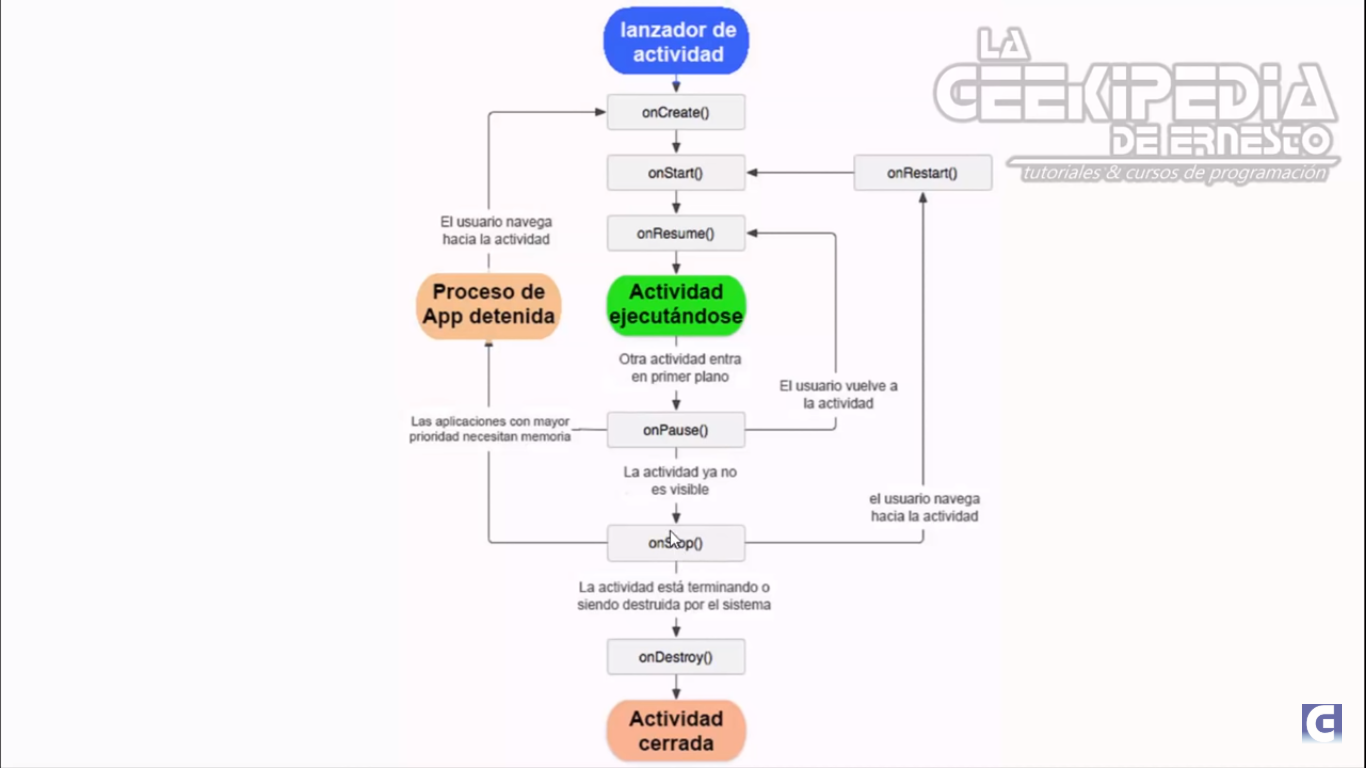 lanzador de
actividad
LA
GEEKIPEDIA
DE ERNESTO
tutoriales & cursos de programación
onCreate()
onStart()
onRestart()
El usuario navega
hacia la actividad
onResume()
Proceso de
App detenida
Actividad
ejecutándose
Otra actividad entra
en primer plano
El usuario vuelve a
la actividad
Las aplicaciones con mayor
prioridad necesitan memoria
onPause()
La actividad ya no
es visible
el usuario navega
hacia la actividad
onStop()
La actividad está terminando o
siendo destruida por el sistema
onDestroy()
Actividad
cerrada
G